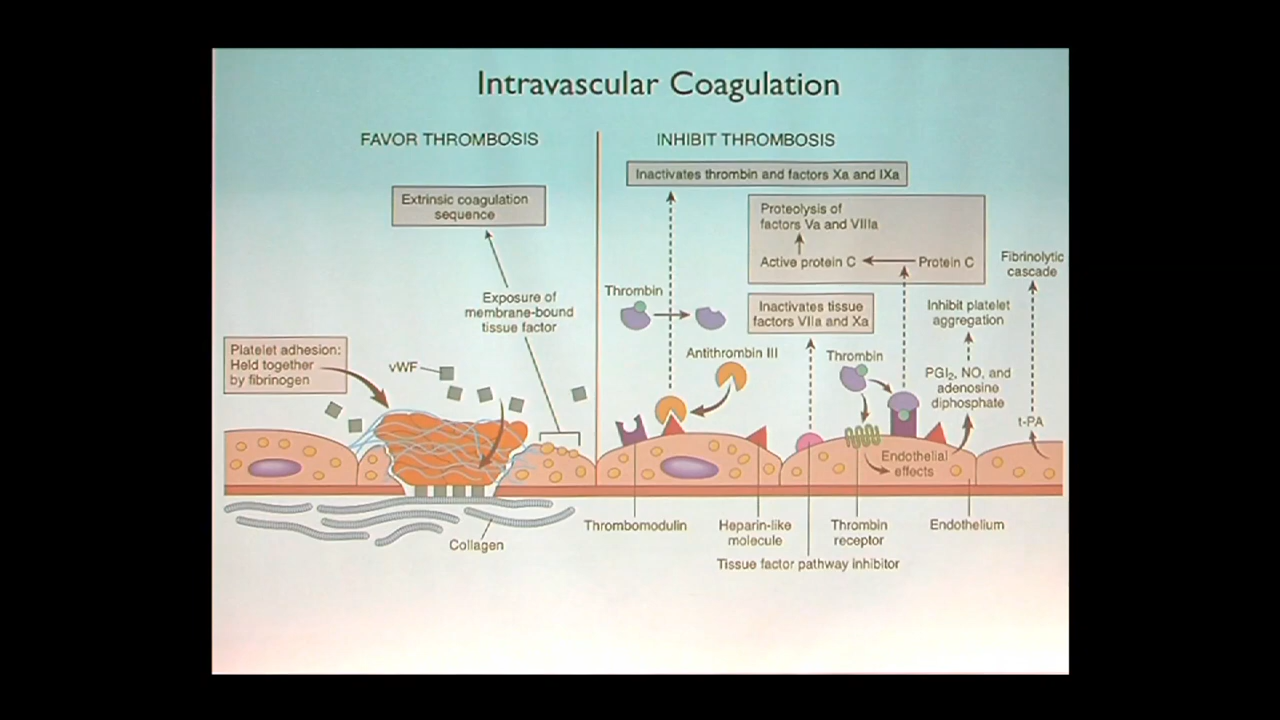 Intravascular Coagulation
FAVOR THROMBOSIS
Extrinsic coagulation
sequence
Exposure of
membrane-bound
tissue factor
Platelet adhesion:
Held together
by fibrinogen
vWF
Collagen
INHIBIT THROMBOSIS
Inactivates thrombin and factors Xa and IXa
Proteolysis of
factors Va and VIIIa
Active protein C
Protein C
Thrombin
Inactivates tissue
factors VIIa and Xa
Antithrombin III
Thrombin
Inhibit platelet
aggregation
PGI₂, NO, and
adenosine
diphosphate
Fibrinolytic
cascade
t-PA
Endothelial
effects
Thrombomodulin
Heparin-like
molecule
Thrombin
receptor
Endothelium
Tissue factor pathway inhibitor